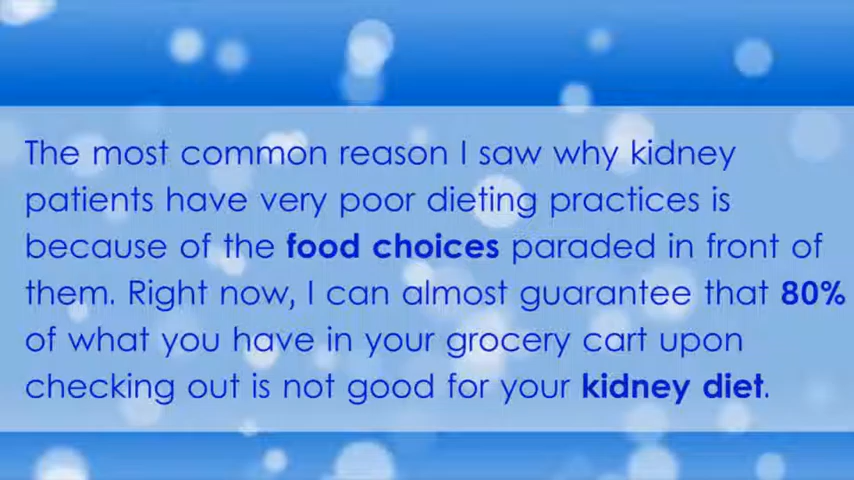 The most common reason I saw why kidney
patients have very poor dieting practices is
because of the food choices paraded in front of
them. Right now, I can almost guarantee that 80%
of what you have in your grocery cart upon
checking out is not good for your kidney diet.